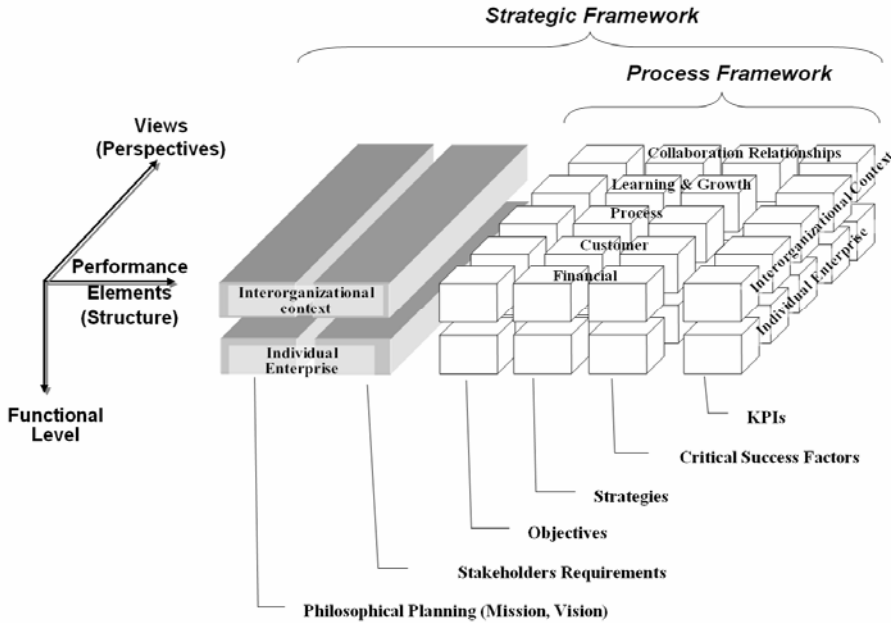 Strategic Framework
Process Framework
Views
(Perspectives)
Performance
Elements
(Structure)
Functional
Level
Collaboration Relationships
Learning & Growth
Process
Customer
Financial
Interorganizational Context
Individual Enterprise
Interorganizational
context
Individual
Enterprise
KPIs
Critical Success Factors
Strategies
Objectives
Stakeholders Requirements
Philosophical Planning (Mission, Vision)